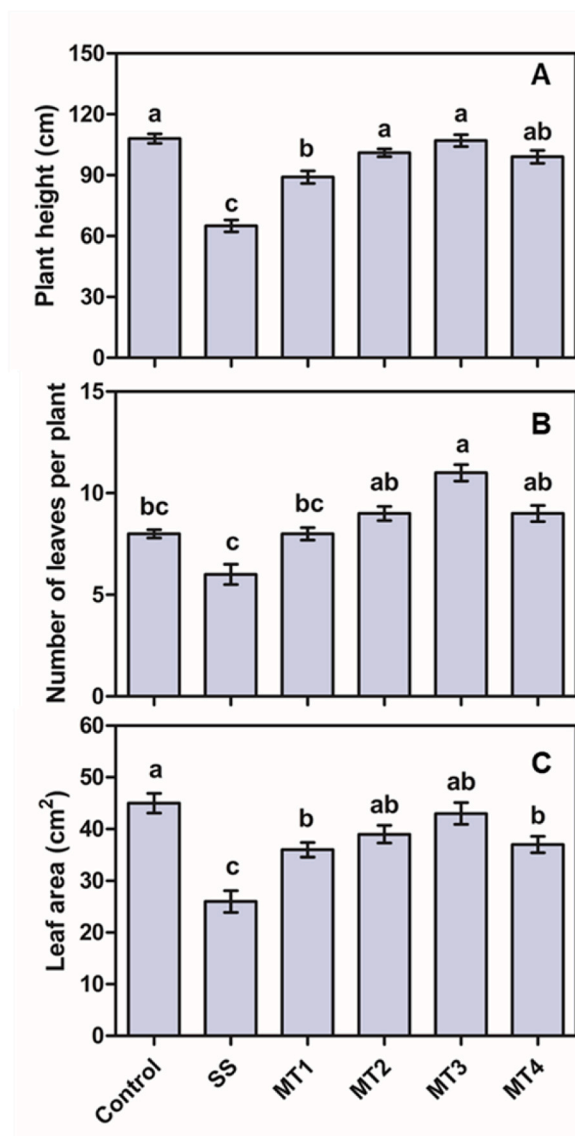 A
Plant height (cm)
150
120
90
60
30
0
a
c
b
a
a
ab
B
Number of leaves per plant
15
10
5
0
bc
c
bc
ab
a
ab
C
Leaf area (cm²)
60
50
40
30
20
10
0
a
c
b
ab
ab
b
Control
SS
MT1
MT2
MT3
MT4